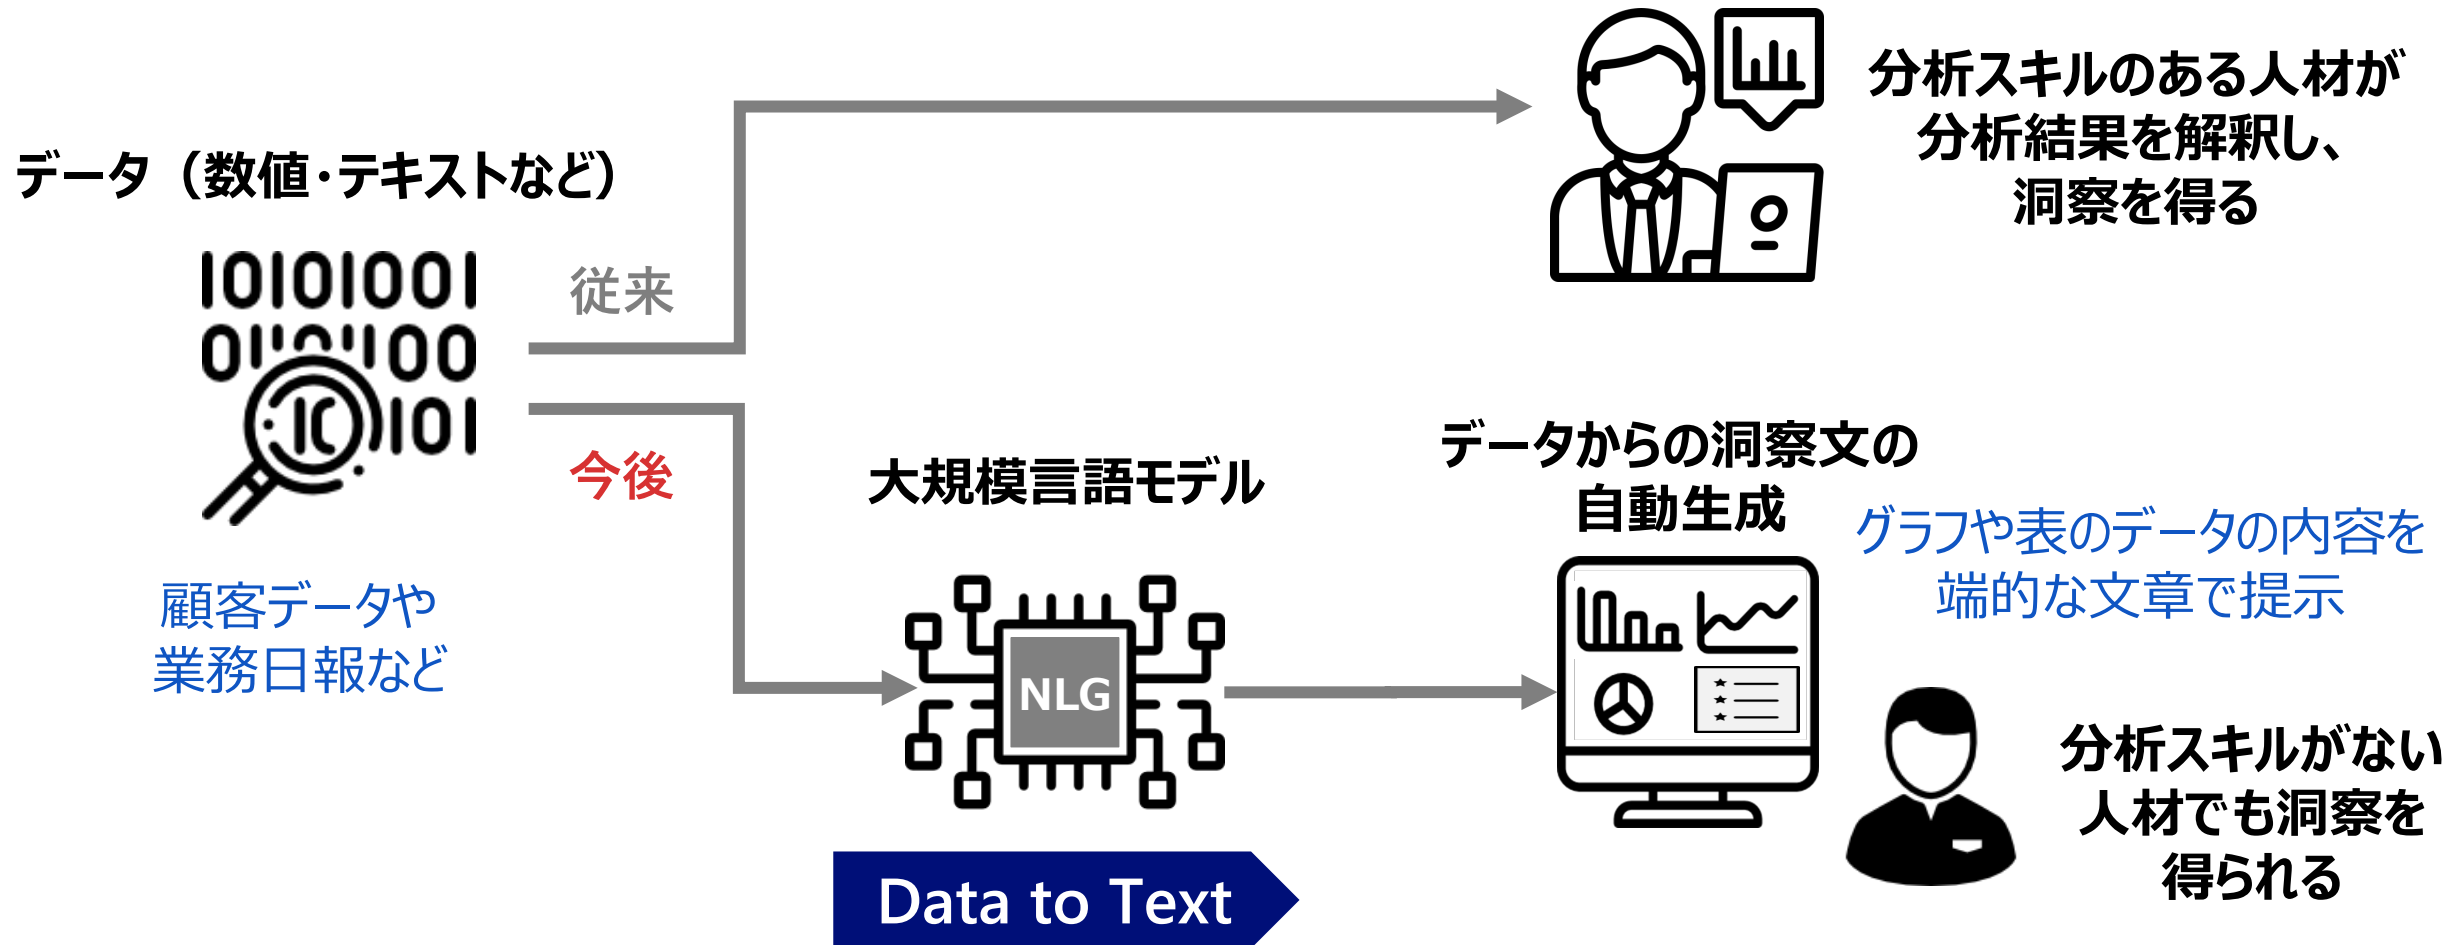 データ（数値・テキストなど）
10101001
010100
10
101
顧客データや
業務日報など
従来
今後
分析スキルのある人材が
分析結果を解釈し、
洞察を得る
大規模言語モデル
NLG
Data to Text
データからの洞察文の
自動生成
グラフや表のデータの内容を
端的な文章で提示
分析スキルがない
人材でも洞察を
得られる